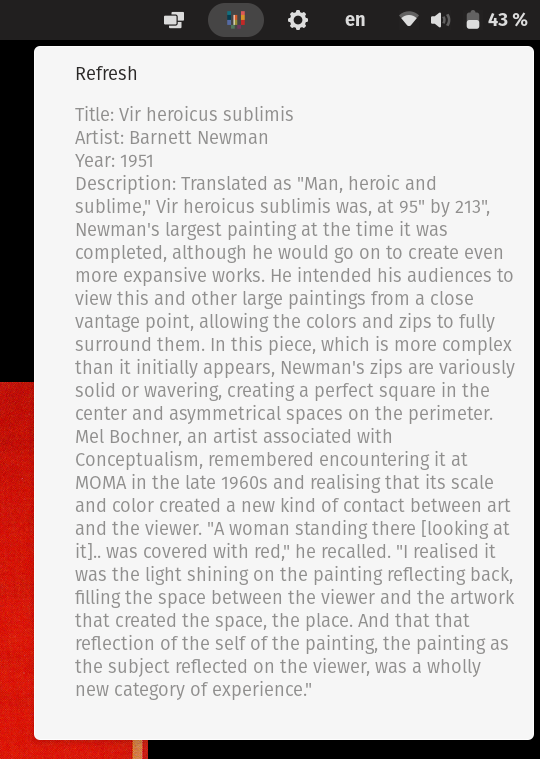 en 43 %
Refresh
Title: Vir heroicus sublimis
Artist: Barnett Newman
Year: 1951
Description: Translated as "Man, heroic and
sublime," Vir heroicus sublimis was, at 95" by 213",
Newman's largest painting at the time it was
completed, although he would go on to create even
more expansive works. He intended his audiences to
view this and other large paintings from a close
vantage point, allowing the colors and zips to fully
surround them. In this piece, which is more complex
than it initially appears, Newman's zips are variously
solid or wavering, creating a perfect square in the
center and asymmetrical spaces on the perimeter.
Mel Bochner, an artist associated with
Conceptualism, remembered encountering it at
MOMA in the late 1960s and realising that its scale
and color created a new kind of contact between art
and the viewer. "A woman standing there [looking at
it].. was covered with red," he recalled. "I realised it
was the light shining on the painting reflecting back,
filling the space between the viewer and the artwork
that created the space, the place. And that that
reflection of the self of the painting, the painting as
the subject reflected on the viewer, was a wholly
new category of experience."